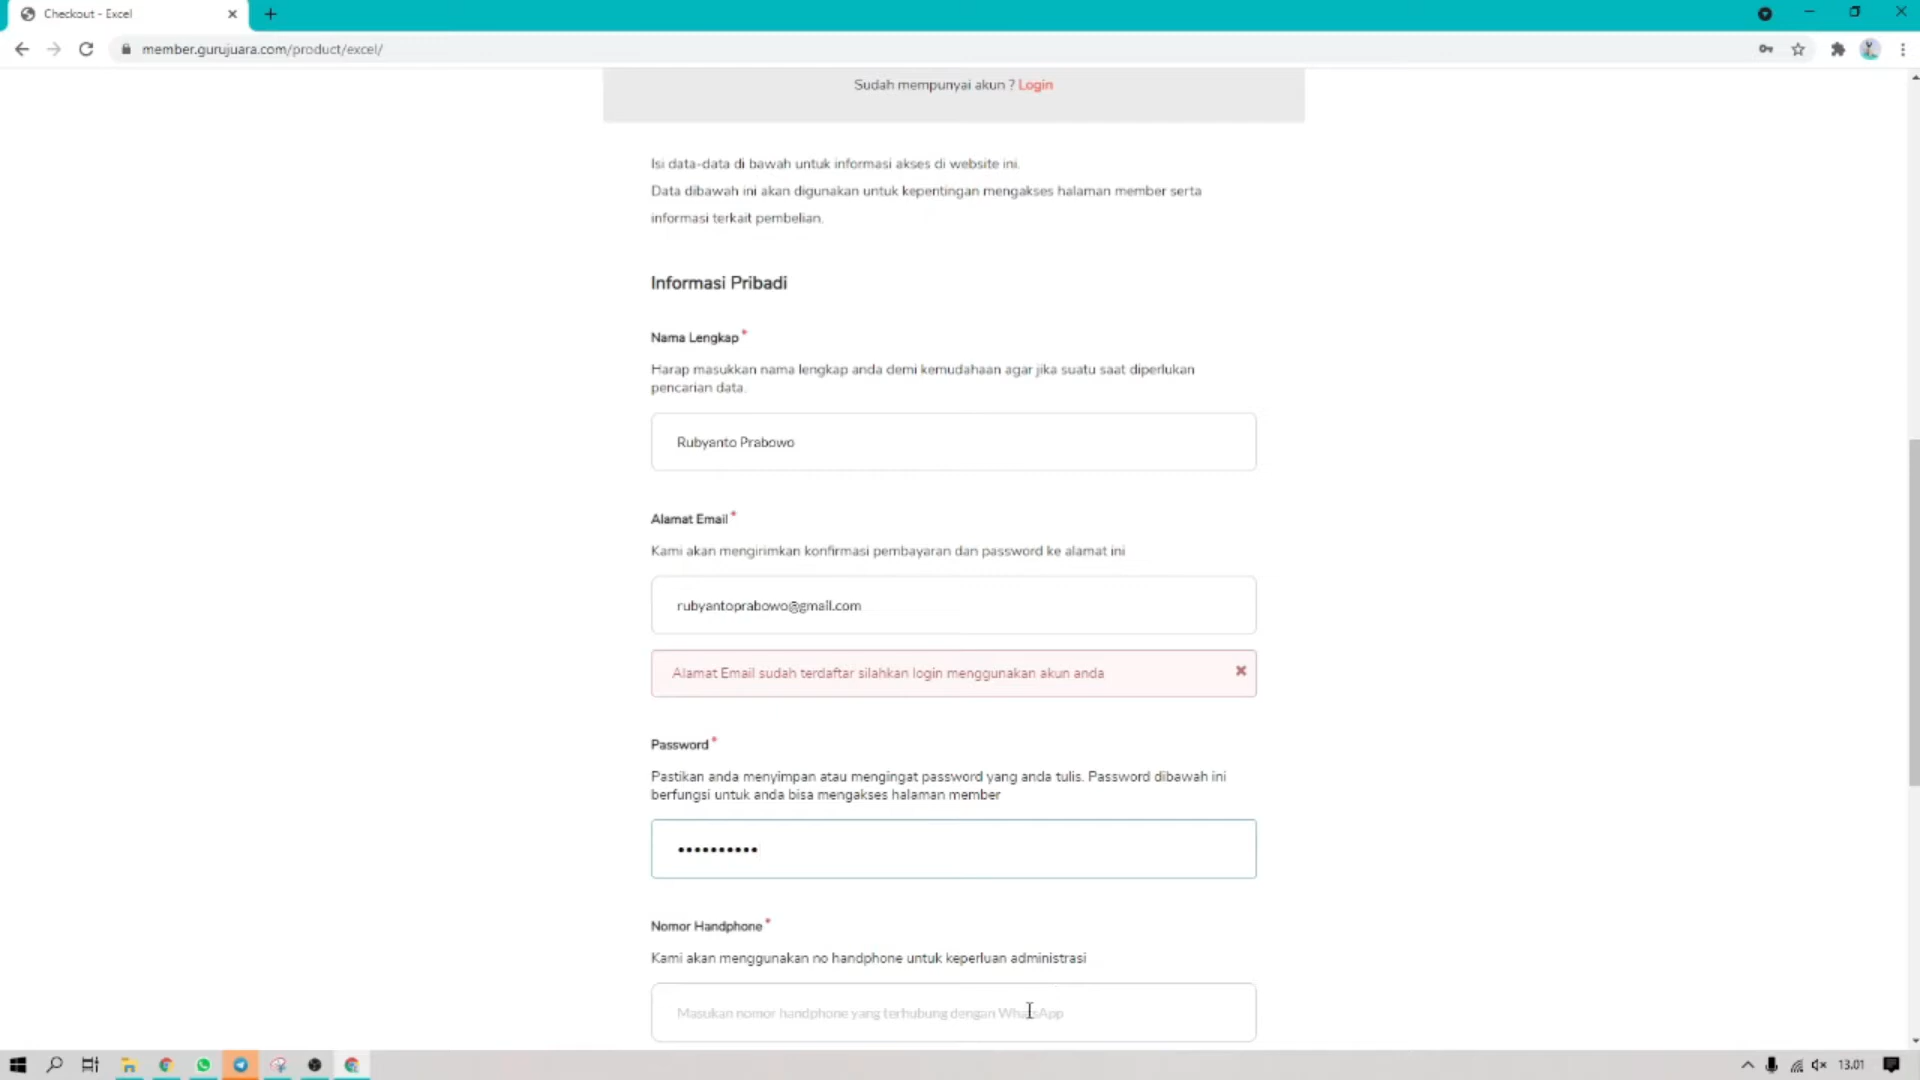 Checkout - Excel
member.gurujuara.com/product/excel/
Sudah mempunyai akun ? Login
Isi data-data di bawah untuk informasi akses di website ini.
Data dibawah ini akan digunakan untuk kepentingan mengakses halaman member serta
informasi terkait pembelian.
Informasi Pribadi
Nama Lengkap *
Harap masukkan nama lengkap anda demi kemudahaan agar jika suatu saat diperlukan
pencarian data.
Rubyanto Prabowo
Alamat Email *
Kami akan mengirimkan konfirmasi pembayaran dan password ke alamat ini
rubyantoprabowo@gmail.com
Alamat Email sudah terdaftar silahkan login menggunakan akun anda
Password *
Pastikan anda menyimpan atau mengingat password yang anda tulis. Password dibawah ini
berfungsi untuk anda bisa mengakses halaman member
••••••••••
Nomor Handphone *
Kami akan menggunakan no handphone untuk keperluan administrasi
Masukan nomor handphone yang terhubung dengan WhatsApp
13.01